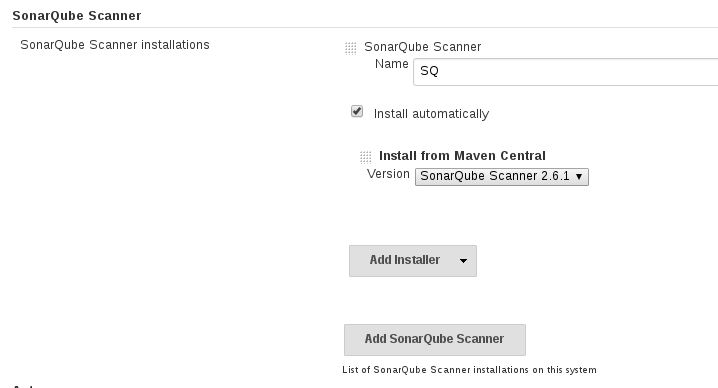 SonarQube Scanner
SonarQube Scanner installations
SonarQube Scanner
Name
SQ
Install automatically
Install from Maven Central
Version SonarQube Scanner 2.6.1
Add Installer
Add SonarQube Scanner
List of SonarQube Scanner installations on this system